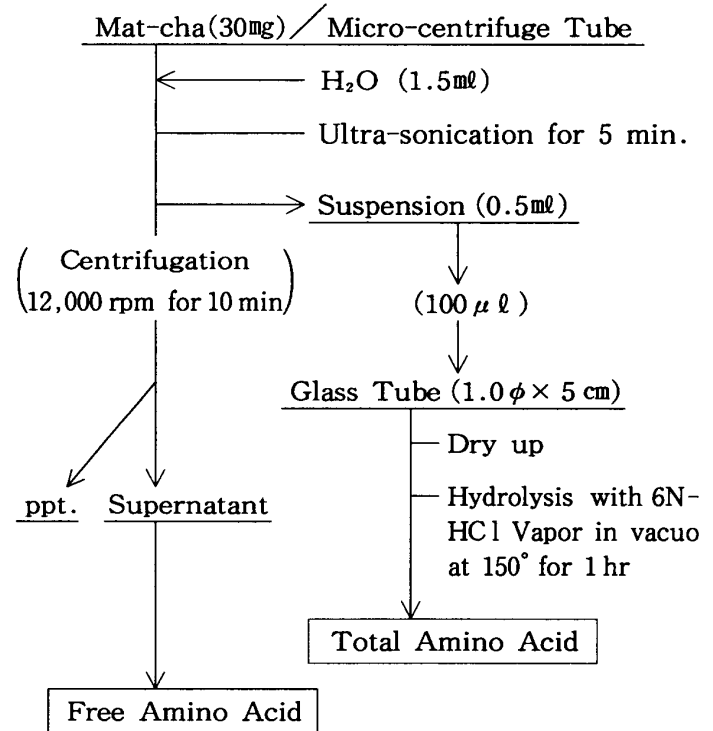 Mat-cha(30㎎)／Micro-centrifuge Tube
H₂O (1.5㎖)
Ultra-sonication for 5 min.
Suspension (0.5㎖)
Centrifugation
(12,000 rpm for 10 min)
(100 μℓ)
Glass Tube (1.0 φ × 5 ㎝)
Dry up
Hydrolysis with 6N-
HCl Vapor in vacuo
at 150° for 1 hr
ppt. Supernatant
Total Amino Acid
Free Amino Acid